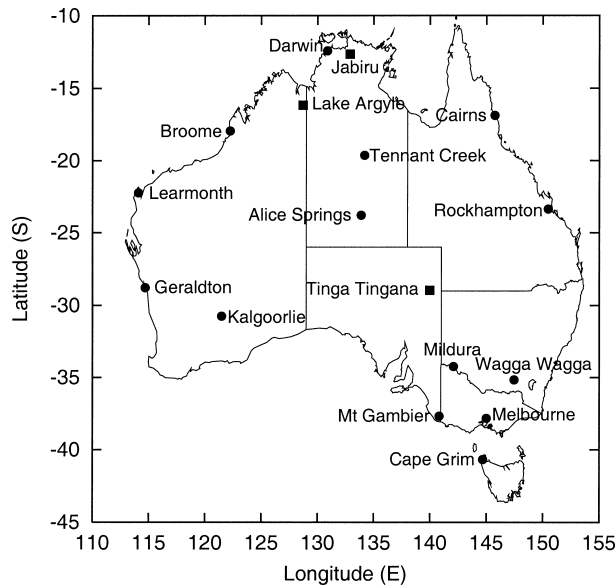 -10
Darwin
Jabiru
-15
Lake Argyle
Cairns
Broome
-20
Tennant Creek
Learmonth
Alice Springs
Rockhampton
-25
Latitude (S)
Geraldton
Tinga Tingana
-30
Kalgoorlie
Mildura
Wagga Wagga
-35
Mt Gambier
Melbourne
-40
Cape Grim
-45
110 115 120 125 130 135 140 145 150 155
Longitude (E)